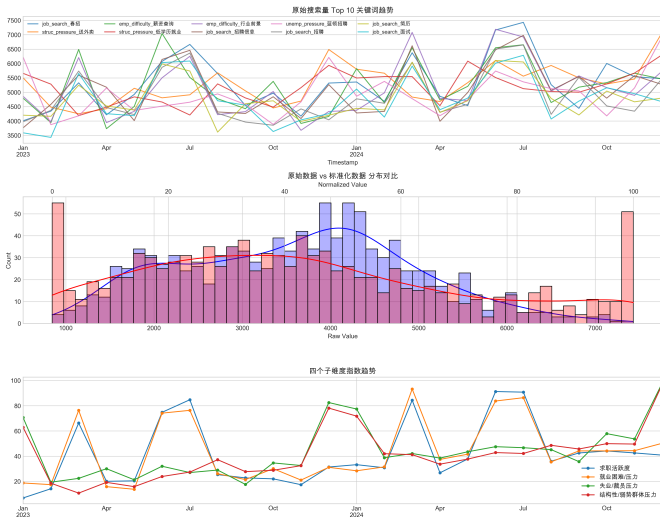 原始搜索量 Top 10 关键词趋势
job_search_春招 emp_difficulty_薪资查询 emp_difficulty_行业前景 unemp_pressure_蓝领招聘 job_search_简历
struc_pressure_送外卖 struc_pressure_低学历就业 job_search_招聘信息 job_search_招聘 job_search_面试
7500
7000
6500
6000
5500
5000
4500
4000
3500
Jan 2023 Apr Jul Oct Jan 2024 Apr Jul Oct
Timestamp
原始数据 vs 标准化数据 分布对比
Normalized Value
0 20 40 60 80 100
Count
50
40
30
20
10
0
1000 2000 3000 4000 5000 6000 7000
Raw Value
四个子维度指数趋势
100
80
60
40
20
求职活跃度
就业困难/压力
失业/裁员压力
结构性/弱势群体压力
Jan 2023 Apr Jul Oct Jan 2024 Apr Jul Oct